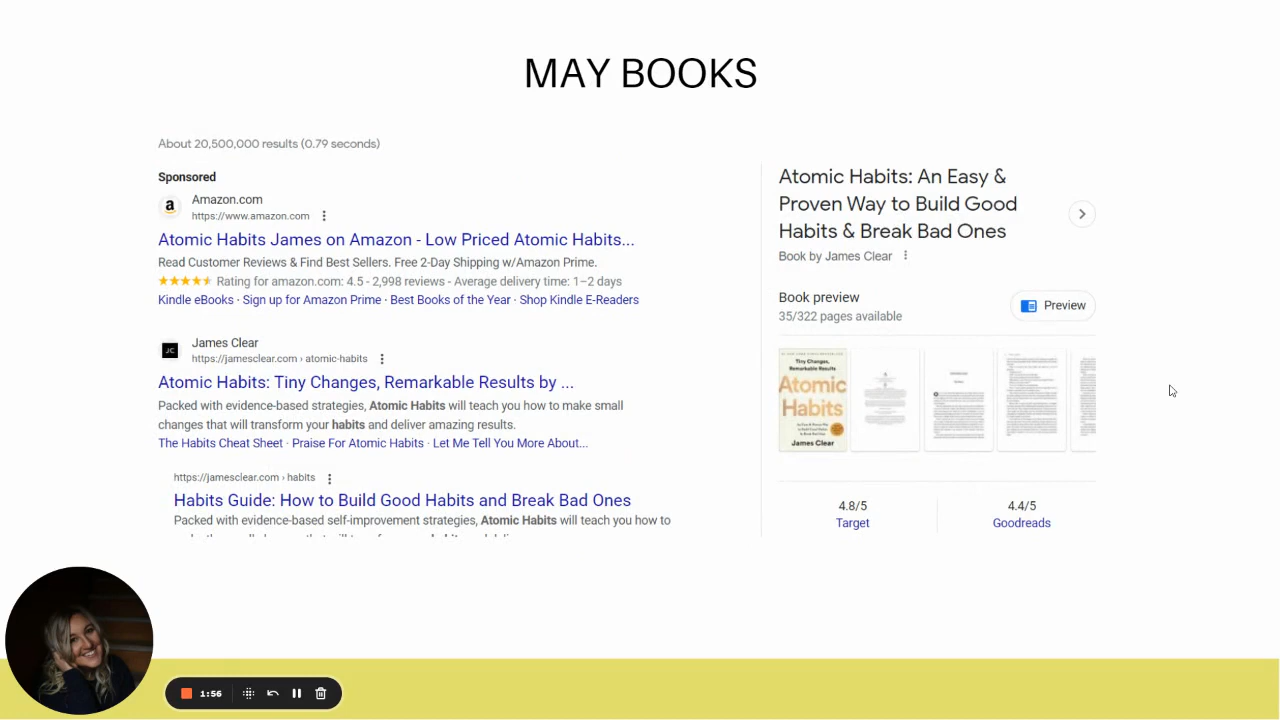 MAY BOOKS
About 20,500,000 results (0.79 seconds)
Sponsored
a
Amazon.com
https://www.amazon.com
Atomic Habits James on Amazon - Low Priced Atomic Habits...
Read Customer Reviews & Find Best Sellers. Free 2-Day Shipping w/Amazon Prime.
Rating for amazon.com: 4.5 - 2,998 reviews - Average delivery time: 1–2 days
Kindle eBooks · Sign up for Amazon Prime · Best Books of the Year · Shop Kindle E-Readers
JC
James Clear
https://jamesclear.com › atomic-habits
Atomic Habits: Tiny Changes, Remarkable Results by ...
Packed with evidence-based strategies, Atomic Habits will teach you how to make small
changes that will transform your habits and deliver amazing results.
The Habits Cheat Sheet · Praise For Atomic Habits · Let Me Tell You More About...
https://jamesclear.com › habits
Habits Guide: How to Build Good Habits and Break Bad Ones
Packed with evidence-based self-improvement strategies, Atomic Habits will teach you how to
Atomic Habits: An Easy &
Proven Way to Build Good
Habits & Break Bad Ones
Book by James Clear
Book preview
35/322 pages available
Preview
Tiny Changes,
Remarkable Results
Atomic
Habits
James Clear
4.8/5
Target
4.4/5
Goodreads
1:56